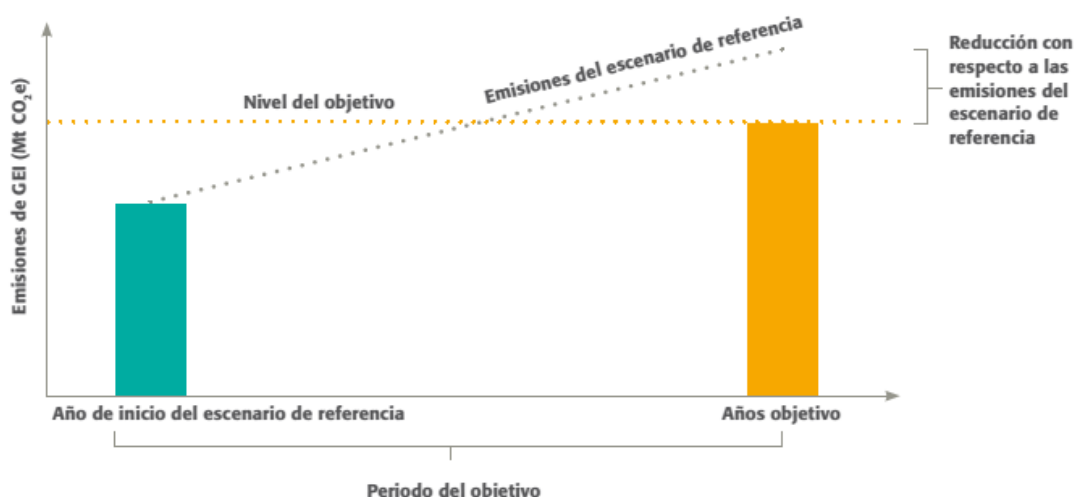 Emisiones de GEI (Mt CO₂e)
Nivel del objetivo
Emisiones del escenario de referencia
Reducción con
respecto a las
emisiones del
escenario de
referencia
Año de inicio del escenario de referencia
Años objetivo
Periodo del objetivo